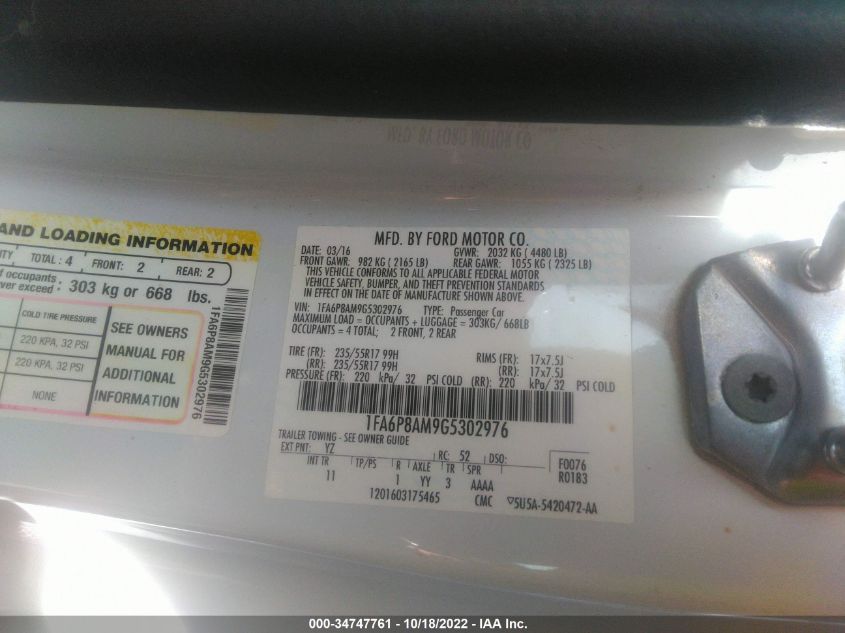 MFD. BY FORD MOTOR CO
AND LOADING INFORMATION
TOTAL: 4 FRONT: 2 REAR: 2
occupants:
exceed: 303 kg or 668 lbs.
COLD TIRE PRESSURE
220 KPA, 32 PSI
220 KPA, 32 PSI
NONE
SEE OWNERS
MANUAL FOR
ADDITIONAL
INFORMATION
1FA6P8AM9G5302976
MFD. BY FORD MOTOR CO.
DATE: 03/16 GVWR: 2032 KG ( 4480 LB)
FRONT GAWR: 982 KG ( 2165 LB) REAR GAWR: 1055 KG ( 2325 LB)
THIS VEHICLE CONFORMS TO ALL APPLICABLE FEDERAL MOTOR
VEHICLE SAFETY, BUMPER, AND THEFT PREVENTION STANDARDS
IN EFFECT ON THE DATE OF MANUFACTURE SHOWN ABOVE.
VIN: 1FA6P8AM9G5302976 TYPE: Passenger Car
MAXIMUM LOAD = OCCUPANTS + LUGGAGE = 303KG/ 668LB
OCCUPANTS = 4 TOTAL; 2 FRONT, 2 REAR
TIRE (FR): 235/55R17 99H RIMS (FR): 17x7.5J
(RR): 235/55R17 99H (RR): 17x7.5J
PRESSURE (FR): 220 kPa/ 32 PSI COLD (RR): 220 kPa/ 32 PSI COLD
1FA6P8AM9G5302976
TRAILER TOWING - SEE OWNER GUIDE
EXT PNT: YZ RC: 52 DSO: F0076
INT TR TP/PS R AXLE TR SPR R0183
11 1 YY 3 AAAA
1201603175465 CMC 5U5A-5420472-AA
000-34747761 - 10/18/2022 - IAA Inc.